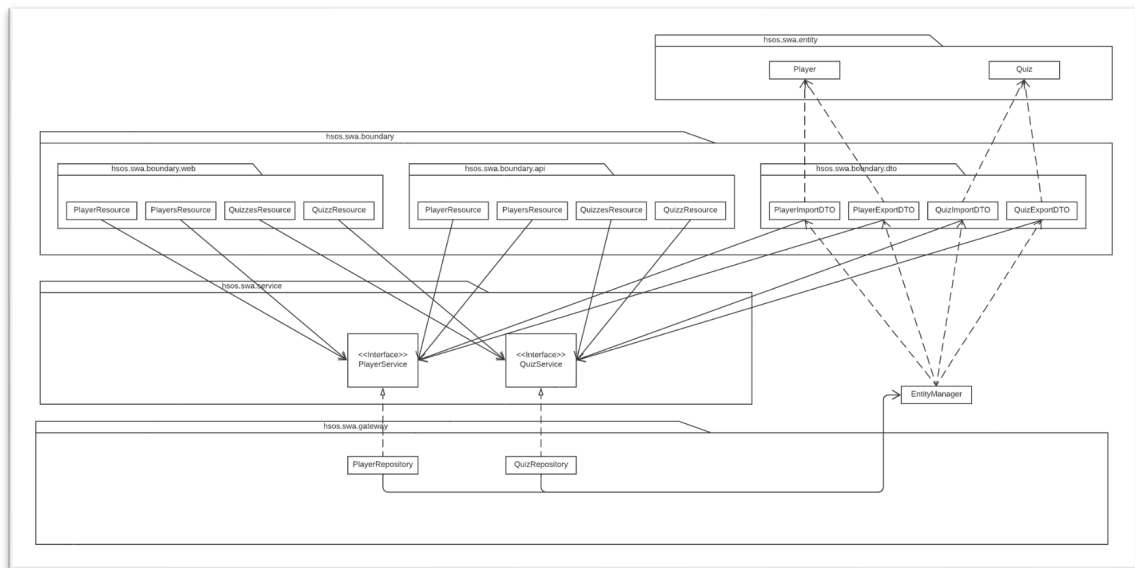 hsos.swa.entity
Player
Quiz
hsos.swa.boundary
hsos.swa.boundary.web
hsos.swa.boundary.api
hsos.swa.boundary.dto
PlayerResource
PlayersResource
QuizzesResource
QuizzResource
PlayerResource
PlayersResource
QuizzesResource
QuizzResource
PlayerImportDTO
PlayerExportDTO
QuizImportDTO
QuizExportDTO
hsos.swa.service
<<Interface>>
PlayerService
<<Interface>>
QuizService
EntityManager
hsos.swa.gateway
PlayerRepository
QuizRepository